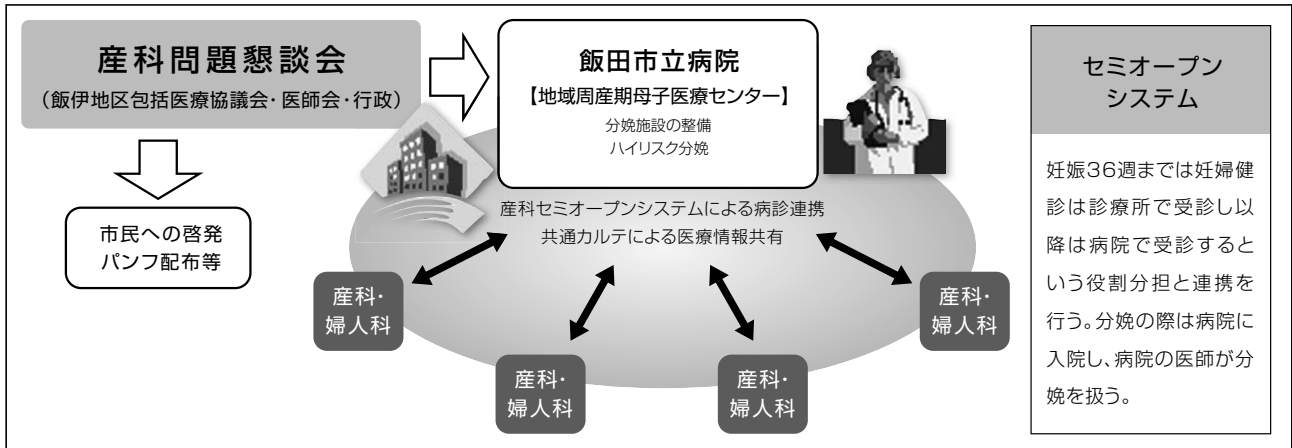 産科問題懇談会
(飯伊地区包括医療協議会・医師会・行政)
市民への啓発
パンフ配布等
飯田市立病院
【地域周産期母子医療センター】
分娩施設の整備
ハイリスク分娩
産科セミオープンシステムによる病診連携
共通カルテによる医療情報共有
産科・
婦人科
産科・
婦人科
産科・
婦人科
産科・
婦人科
セミオープン
システム
妊娠36週までは妊婦健
診は診療所で受診し以
降は病院で受診すると
いう役割分担と連携を
行う。分娩の際は病院に
入院し、病院の医師が分
娩を扱う。